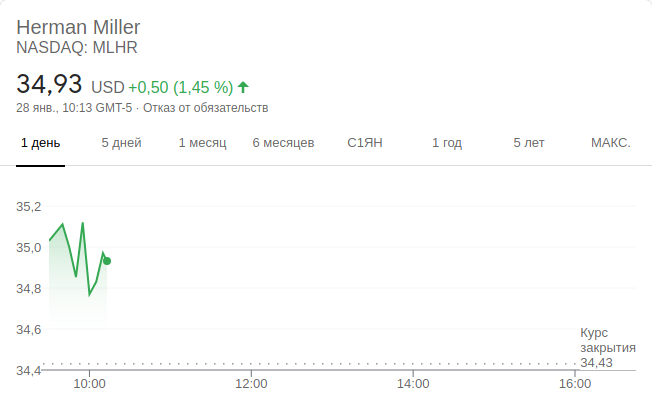 Herman Miller
NASDAQ: MLHR
34,93 USD +0,50 (1,45 %)
28 янв., 10:13 GMT-5 · Отказ от обязательств
1 день 5 дней 1 месяц 6 месяцев С1ЯН 1 год 5 лет МАКС.
35,2
35,0
34,8
34,6
Курс
закрытия
34,43
34,4
10:00 12:00 14:00 16:00